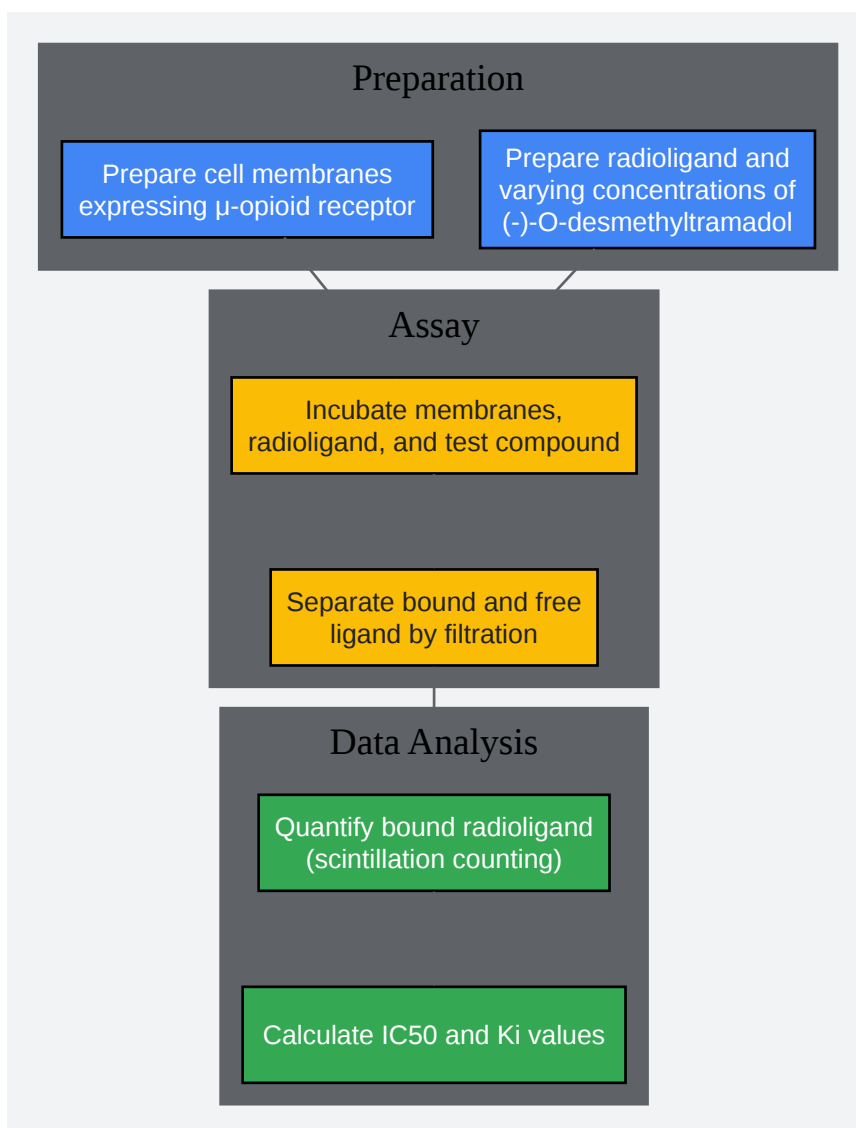 Preparation
Prepare cell membranes
expressing μ-opioid receptor
Prepare radioligand and
varying concentrations of
(-)-O-desmethyltramadol
Assay
Incubate membranes,
radioligand, and test compound
Separate bound and free
ligand by filtration
Data Analysis
Quantify bound radioligand
(scintillation counting)
Calculate IC50 and Ki values